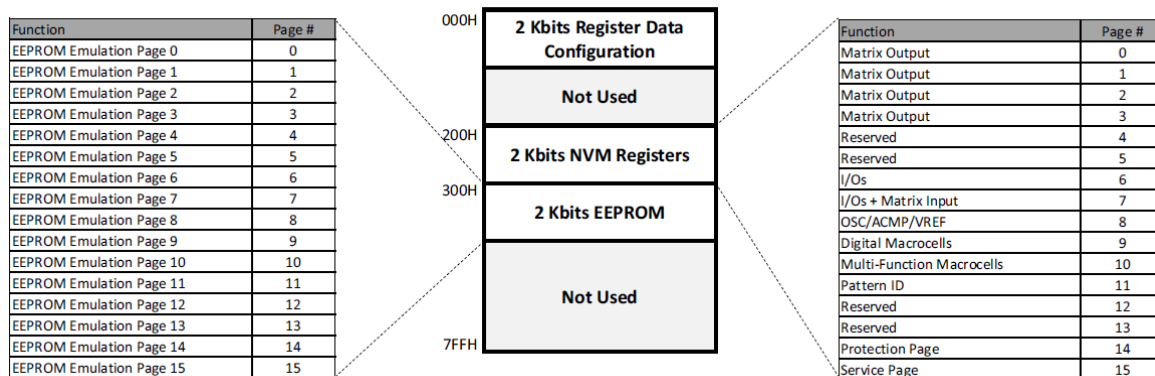 Function Page #
EEPROM Emulation Page 0 0
EEPROM Emulation Page 1 1
EEPROM Emulation Page 2 2
EEPROM Emulation Page 3 3
EEPROM Emulation Page 4 4
EEPROM Emulation Page 5 5
EEPROM Emulation Page 6 6
EEPROM Emulation Page 7 7
EEPROM Emulation Page 8 8
EEPROM Emulation Page 9 9
EEPROM Emulation Page 10 10
EEPROM Emulation Page 11 11
EEPROM Emulation Page 12 12
EEPROM Emulation Page 13 13
EEPROM Emulation Page 14 14
EEPROM Emulation Page 15 15
000H
2 Kbits Register Data
Configuration
Not Used
200H
2 Kbits NVM Registers
300H
2 Kbits EEPROM
Not Used
7FFH
Function Page #
Matrix Output 0
Matrix Output 1
Matrix Output 2
Matrix Output 3
Reserved 4
Reserved 5
I/Os 6
I/Os + Matrix Input 7
OSC/ACMP/VREF 8
Digital Macrocells 9
Multi-Function Macrocells 10
Pattern ID 11
Reserved 12
Reserved 13
Protection Page 14
Service Page 15